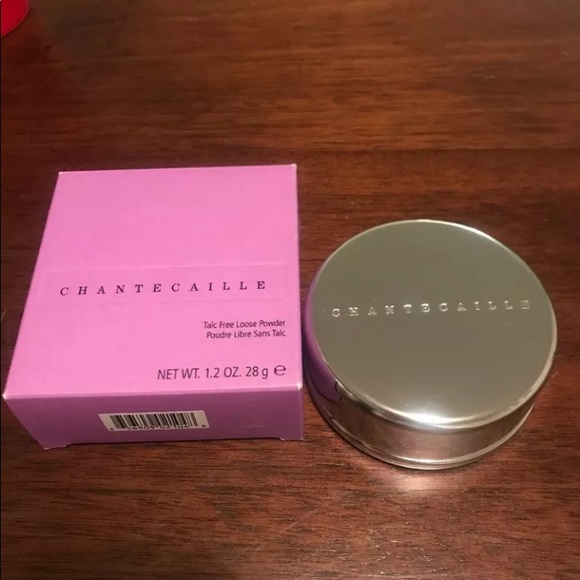 CHANTECAILLE
Talc Free Loose Powder
Poudre Libre Sans Talc
NET WT. 1.2 OZ. 28 g ℮
CHANTECAILLE